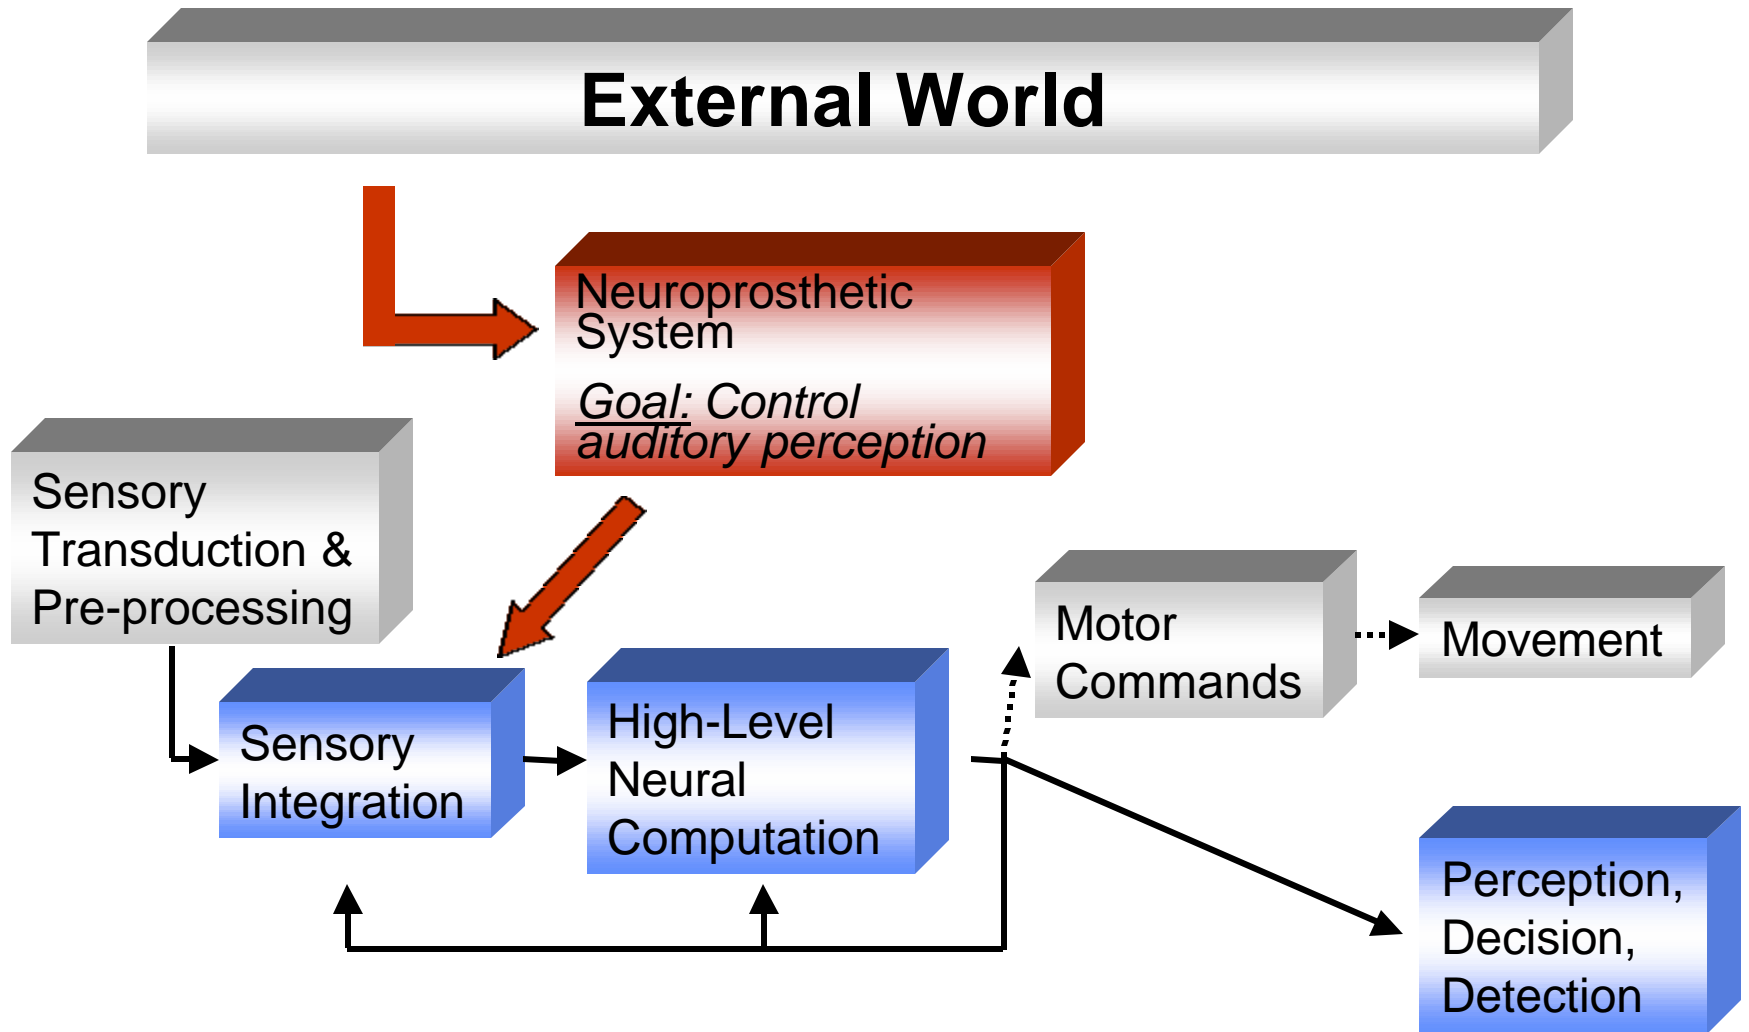 External World
Neuroprosthetic
System
Goal: Control
auditory perception
Sensory
Transduction &
Pre-processing
Motor
Commands
Movement
Sensory
Integration
High-Level
Neural
Computation
Perception,
Decision,
Detection